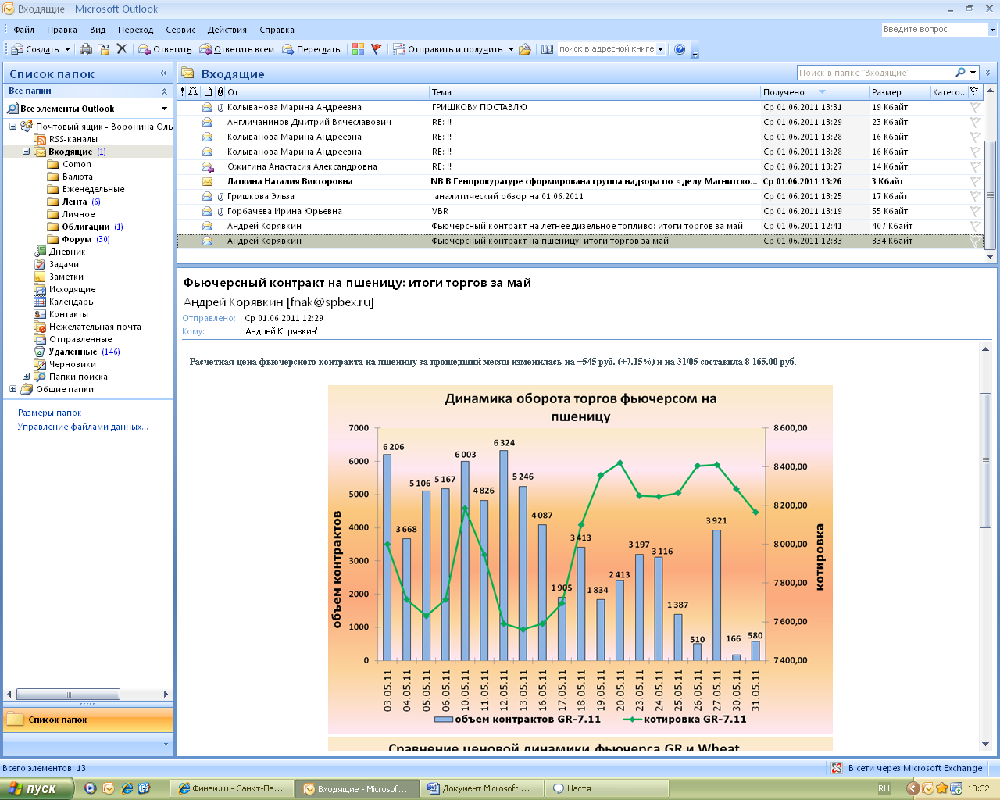 Входящие - Microsoft Outlook
Файл Правка Вид Переход Сервис Действия Справка
Введите вопрос
Создать Ответить Ответить всем Переслать Отправить и получить поиск в адресной книге
Список папок «
Все папки
Все элементы Outlook
Почтовый ящик - Воронина Оль
RSS-каналы
Входящие (1)
Comon
Валюта
Еженедельные
Лента (6)
Личное
Облигации (1)
Форум (30)
Дневник
Задачи
Заметки
Исходящие
Календарь
Контакты
Нежелательная почта
Отправленные
Удаленные (146)
Черновики
Папки поиска
Общие папки
Размеры папок
Управление файлами данных...
Список папок
Входящие
Поиск в папке "Входящие"
От Тема Получено Размер Катего...
Колыванова Марина Андреевна ГРИШКОВУ ПОСТАВЛЮ Ср 01.06.2011 13:31 19 Кбайт
Англичанинов Дмитрий Вячеславович RE: !! Ср 01.06.2011 13:29 23 Кбайт
Колыванова Марина Андреевна RE: !! Ср 01.06.2011 13:28 16 Кбайт
Колыванова Марина Андреевна RE: !! Ср 01.06.2011 13:28 16 Кбайт
Ожигина Анастасия Александровна RE: !! Ср 01.06.2011 13:27 14 Кбайт
Латкина Наталия Викторовна NB В Генпрокуратуре сформирована группа надзора по <делу Магнитско... Ср 01.06.2011 13:26 3 Кбайт
Гришкова Эльза аналитический обзор на 01.06.2011 Ср 01.06.2011 13:25 17 Кбайт
Горбачева Ирина Юрьевна VBR Ср 01.06.2011 13:19 55 Кбайт
Андрей Корявкин Фьючерсный контракт на летнее дизельное топливо: итоги торгов за май Ср 01.06.2011 12:41 407 Кбайт
Андрей Корявкин Фьючерсный контракт на пшеницу: итоги торгов за май Ср 01.06.2011 12:33 334 Кбайт
Фьючерсный контракт на пшеницу: итоги торгов за май
Андрей Корявкин [fnak@spbex.ru]
Отправлено: Ср 01.06.2011 12:29
Кому: 'Андрей Корявкин'
Расчетная цена фьючерсного контракта на пшеницу за прошедший месяц изменилась на +545 руб. (+7.15%) и на 31/05 составила 8 165.00 руб.
Динамика оборота торгов фьючерсом на
пшеницу
объем контрактов
7000
6000
5000
4000
3000
2000
1000
0
6 206
3 668
5 106
5 167
6 003
4 826
6 324
5 246
4 087
1 905
3 413
1 834
2 413
3 197
3 116
1 387
510
3 921
166
580
8 600,00
8 400,00
8 200,00
8 000,00
7 800,00
7 600,00
7 400,00
котировка
03.05.11
04.05.11
05.05.11
06.05.11
10.05.11
11.05.11
12.05.11
13.05.11
16.05.11
17.05.11
18.05.11
19.05.11
20.05.11
23.05.11
24.05.11
25.05.11
26.05.11
27.05.11
30.05.11
31.05.11
объем контрактов GR-7.11 котировка GR-7.11
Сравнение ценовой динамики фьючерса GR и Wheat
Всего элементов: 13
В сети через Microsoft Exchange
пуск
Финам.ru - Санкт-Пе...
Входящие - Microsof...
Документ Microsoft ...
Настя
RU
13:32